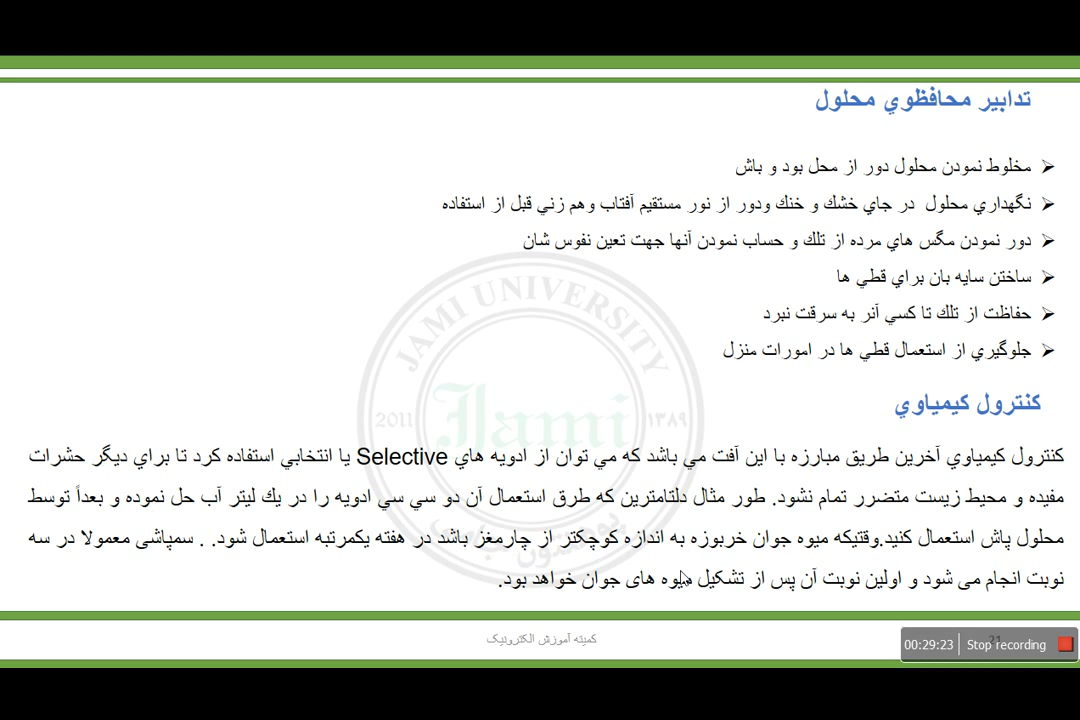 تدابير محافظوي محلول
مخلوط نمودن محلول دور از محل بود و باش
نگهداري محلول در جاي خشك و خنك ودور از نور مستقيم آفتاب وهم زني قبل از استفاده
دور نمودن مگس هاي مرده از تلك و حساب نمودن آنها جهت تعين نفوس شان
ساختن سايه بان براي قطي ها
حفاظت از تلك تا كسي آنر به سرقت نبرد
جلوگيري از استعمال قطي ها در امورات منزل
كنترول كيمياوي
كنترول كيمياوي آخرين طريق مبارزه با اين آفت مي باشد كه مي توان از ادويه هاي Selective يا انتخابي استفاده كرد تا براي ديگر حشرات
مفيده و محيط زيست متضرر تمام نشود. طور مثال دلتامترين كه طرق استعمال آن دو سي سي ادويه را در يك ليتر آب حل نموده و بعداً توسط
محلول پاش استعمال كنيد.وقتيكه ميوه جوان خربوزه به اندازه كوچكتر از چارمغز باشد در هفته يكمرتبه استعمال شود. . سمپاشی معمولا در سه
نوبت انجام می شود و اولین نوبت آن پس از تشکیل میوه های جوان خواهد بود.
JAMI UNIVERSITY
2011
Jami
۱۳۸۹
کمیته آموزش الکترونیک
21
00:29:23 Stop recording